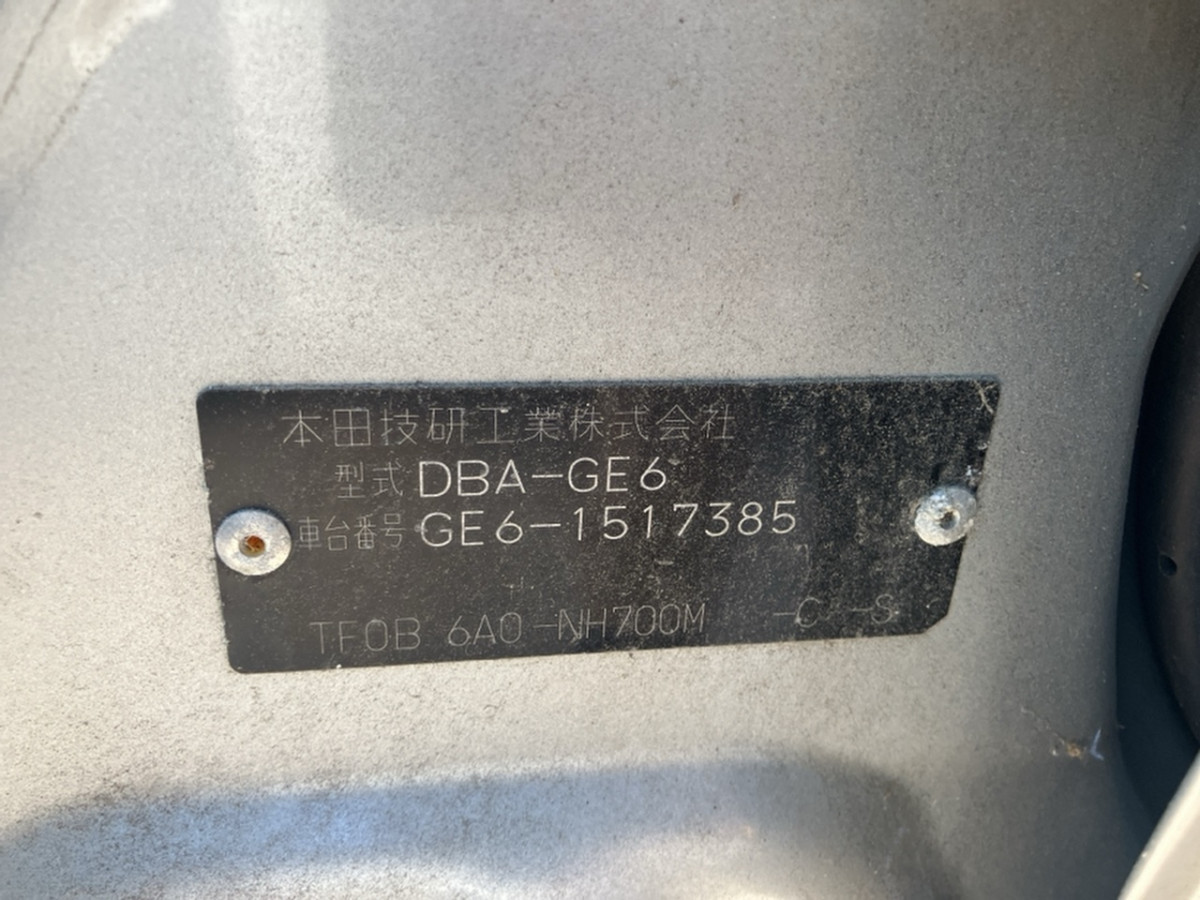 本田技研工業株式会社
型式 DBA-GE6
車台番号 GE6-1517385
TF0B 6A0-NH700M -C -S